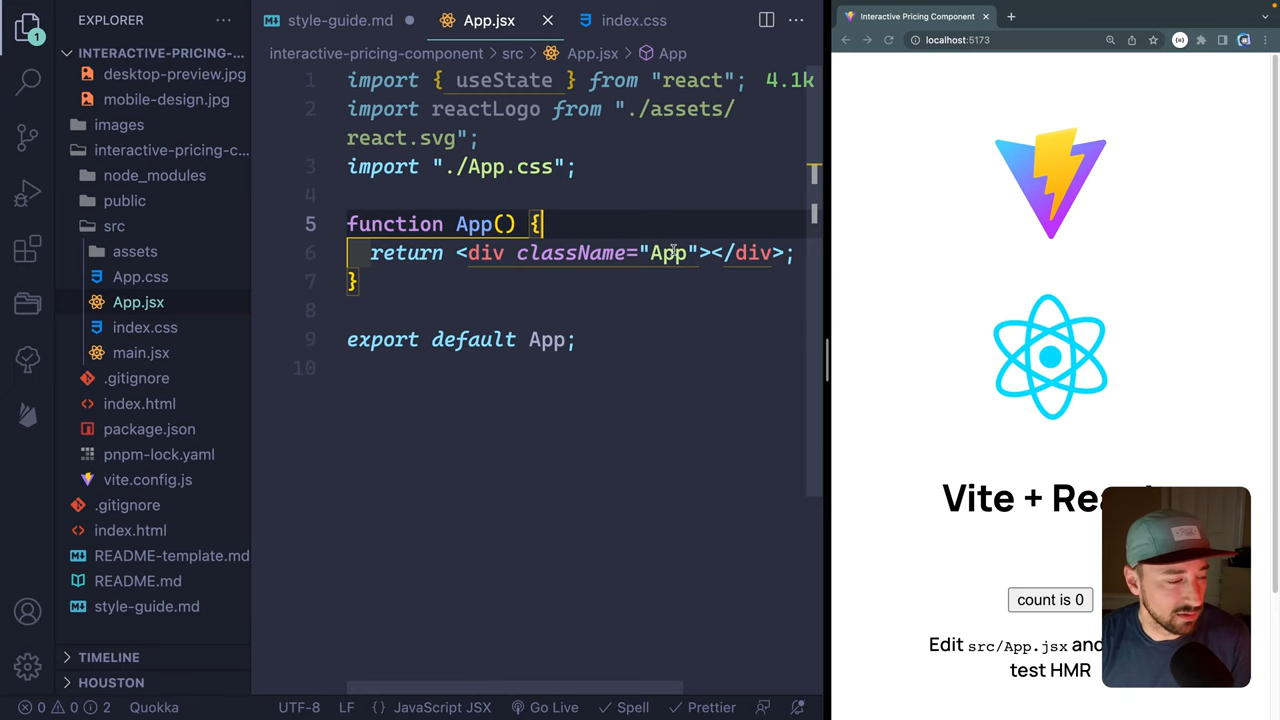 EXPLORER
INTERACTIVE-PRICING-COMPONENT
desktop-preview.jpg
mobile-design.jpg
images
interactive-pricing-c...
node_modules
public
src
assets
App.css
App.jsx
index.css
main.jsx
.gitignore
index.html
package.json
pnpm-lock.yaml
vite.config.js
.gitignore
index.html
README-template.md
README.md
style-guide.md
TIMELINE
HOUSTON
1
style-guide.md
App.jsx
index.css
interactive-pricing-component > src > App.jsx > App
1 import { useState } from "react"; 4.1k
2 import reactLogo from "./assets/
react.svg";
3 import "./App.css";
4
5 function App() {
6 return <div className="App"></div>;
7 }
8
9 export default App;
10
0 0 2 Quokka UTF-8 LF {} JavaScript JSX Go Live Spell Prettier
Interactive Pricing Component
localhost:5173
Vite + Rea
count is 0
Edit src/App.jsx and
test HMR